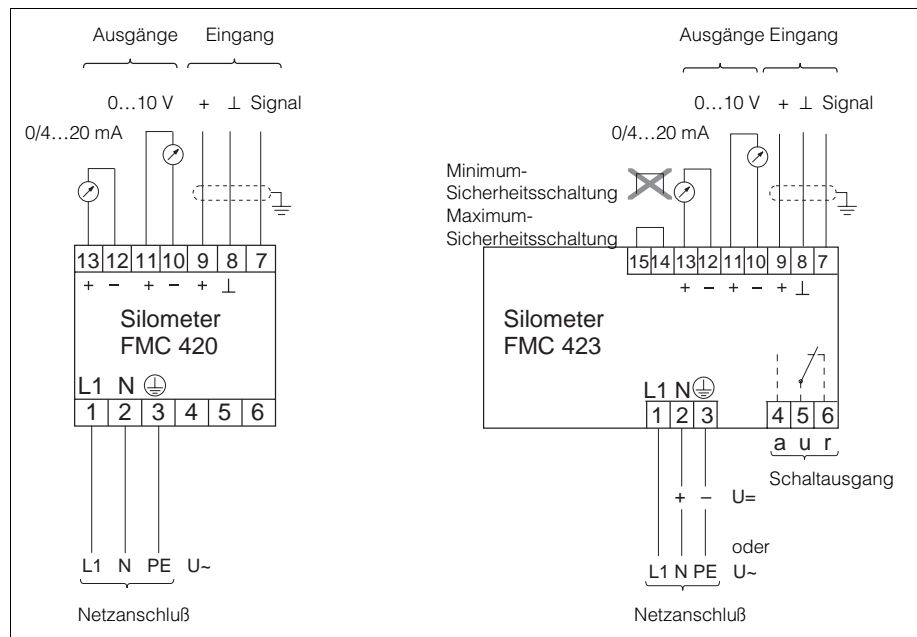 Ausgänge Eingang
0...10 V + ⊥ Signal
0/4...20 mA
13 12 11 10 9 8 7
+ – + – + ⊥
Silometer
FMC 420
L1 N
1 2 3 4 5 6
L1 N PE U~
Netzanschluß
Ausgänge Eingang
0...10 V + ⊥ Signal
0/4...20 mA
Minimum-
Sicherheitsschaltung
Maximum-
Sicherheitsschaltung
15 14 13 12 11 10 9 8 7
+ – + – + ⊥
Silometer
FMC 423
L1 N
1 2 3 4 5 6
a u r
Schaltausgang
+ – U=
oder
L1 N PE U~
Netzanschluß